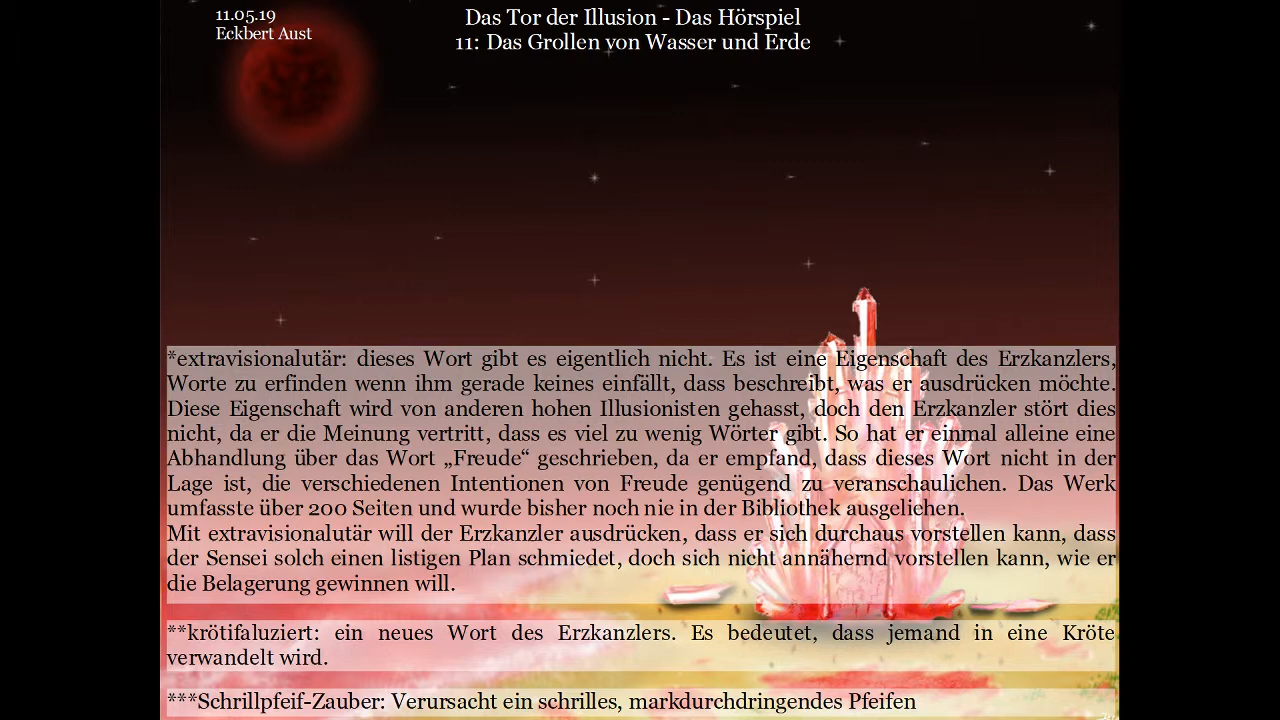 11.05.19
Eckbert Aust
Das Tor der Illusion - Das Hörspiel
11: Das Grollen von Wasser und Erde
*extravisionalutär: dieses Wort gibt es eigentlich nicht. Es ist eine Eigenschaft des Erzkanzlers,
Worte zu erfinden wenn ihm gerade keines einfällt, dass beschreibt, was er ausdrücken möchte.
Diese Eigenschaft wird von anderen hohen Illusionisten gehasst, doch den Erzkanzler stört dies
nicht, da er die Meinung vertritt, dass es viel zu wenig Wörter gibt. So hat er einmal alleine eine
Abhandlung über das Wort „Freude“ geschrieben, da er empfand, dass dieses Wort nicht in der
Lage ist, die verschiedenen Intentionen von Freude genügend zu veranschaulichen. Das Werk
umfasste über 200 Seiten und wurde bisher noch nie in der Bibliothek ausgeliehen.
Mit extravisionalutär will der Erzkanzler ausdrücken, dass er sich durchaus vorstellen kann, dass
der Sensei solch einen listigen Plan schmiedet, doch sich nicht annähernd vorstellen kann, wie er
die Belagerung gewinnen will.
**krötifaluziert: ein neues Wort des Erzkanzlers. Es bedeutet, dass jemand in eine Kröte
verwandelt wird.
***Schrillpfeif-Zauber: Verursacht ein schrilles, markdurchdringendes Pfeifen